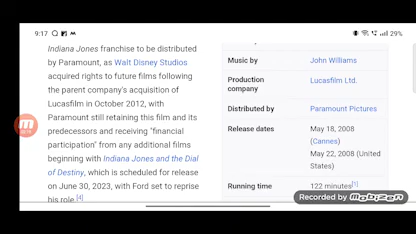 9:17
29%
Indiana Jones franchise to be distributed
by Paramount, as Walt Disney Studios
acquired rights to future films following
the parent company's acquisition of
Lucasfilm in October 2012, with
Paramount still retaining this film and its
predecessors and receiving "financial
participation" from any additional films
beginning with Indiana Jones and the Dial
of Destiny, which is scheduled for release
on June 30, 2023, with Ford set to reprise
his role.[4]
Music by John Williams
Production Lucasfilm Ltd.
company
Distributed by Paramount Pictures
Release dates May 18, 2008
(Cannes)
May 22, 2008 (United
States)
Running time 122 minutes[1]
Recorded by mobizen